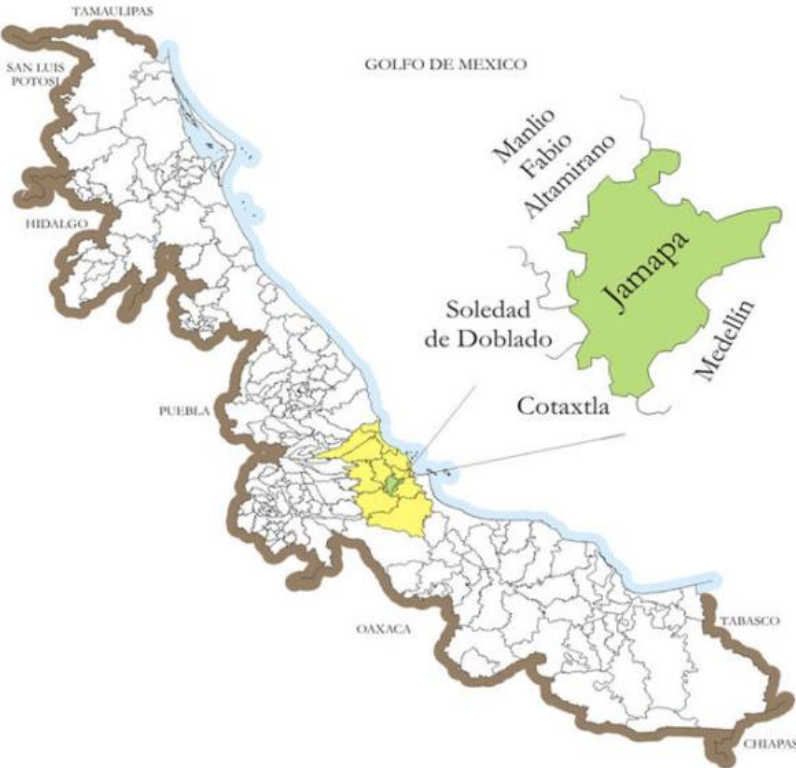 TAMAULIPAS
SAN LUIS
POTOSI
GOLFO DE MEXICO
Manlio
Fabio
Altamirano
HIDALGO
Jamapa
Soledad
de Doblado
Medellín
Cotaxtla
PUEBLA
OAXACA
TABASCO
CHIAPAS